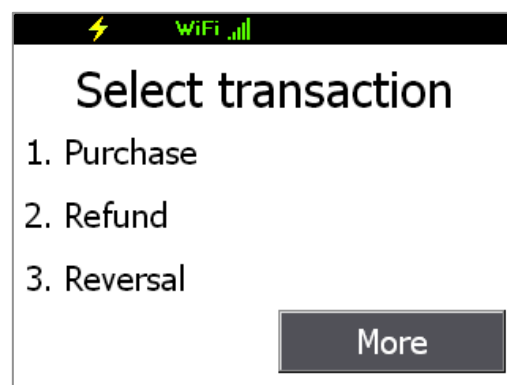 WiFi
Select transaction
1. Purchase
2. Refund
3. Reversal
More